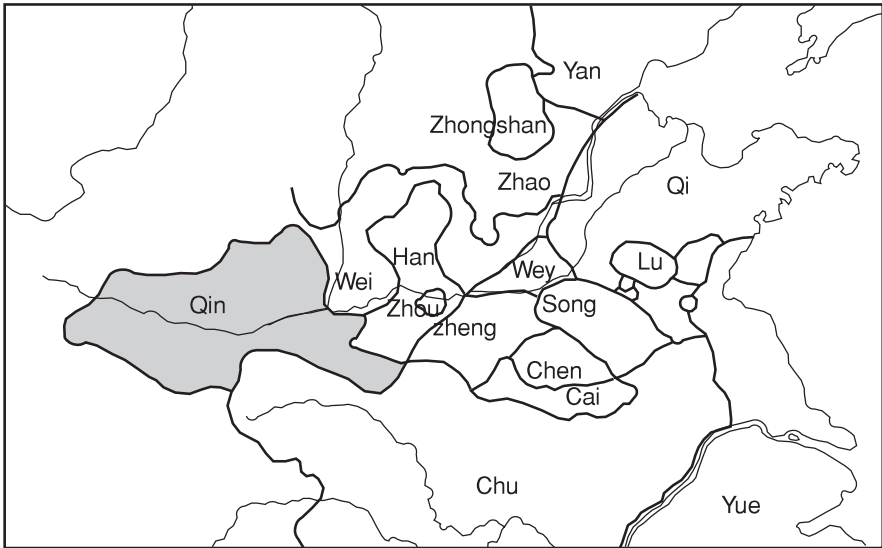 Yan
Zhongshan
Zhao
Qi
Han
Lu
Wei
Wey
Qin
Zhou
Song
zheng
Chen
Cai
Chu
Yue